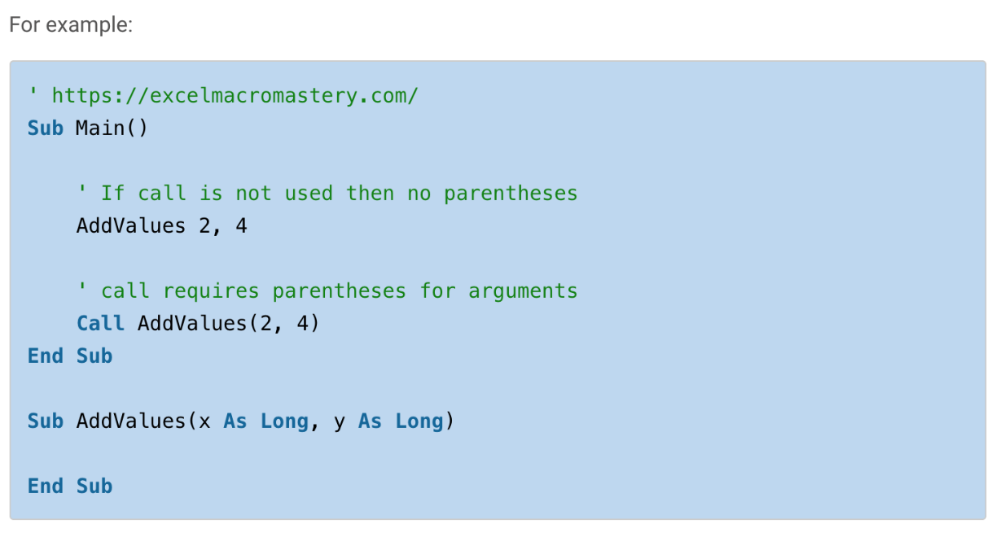 For example:
' https://excelmacromastery.com/
Sub Main()
' If call is not used then no parentheses
AddValues 2, 4
' call requires parentheses for arguments
Call AddValues(2, 4)
End Sub
Sub AddValues(x As Long, y As Long)
End Sub